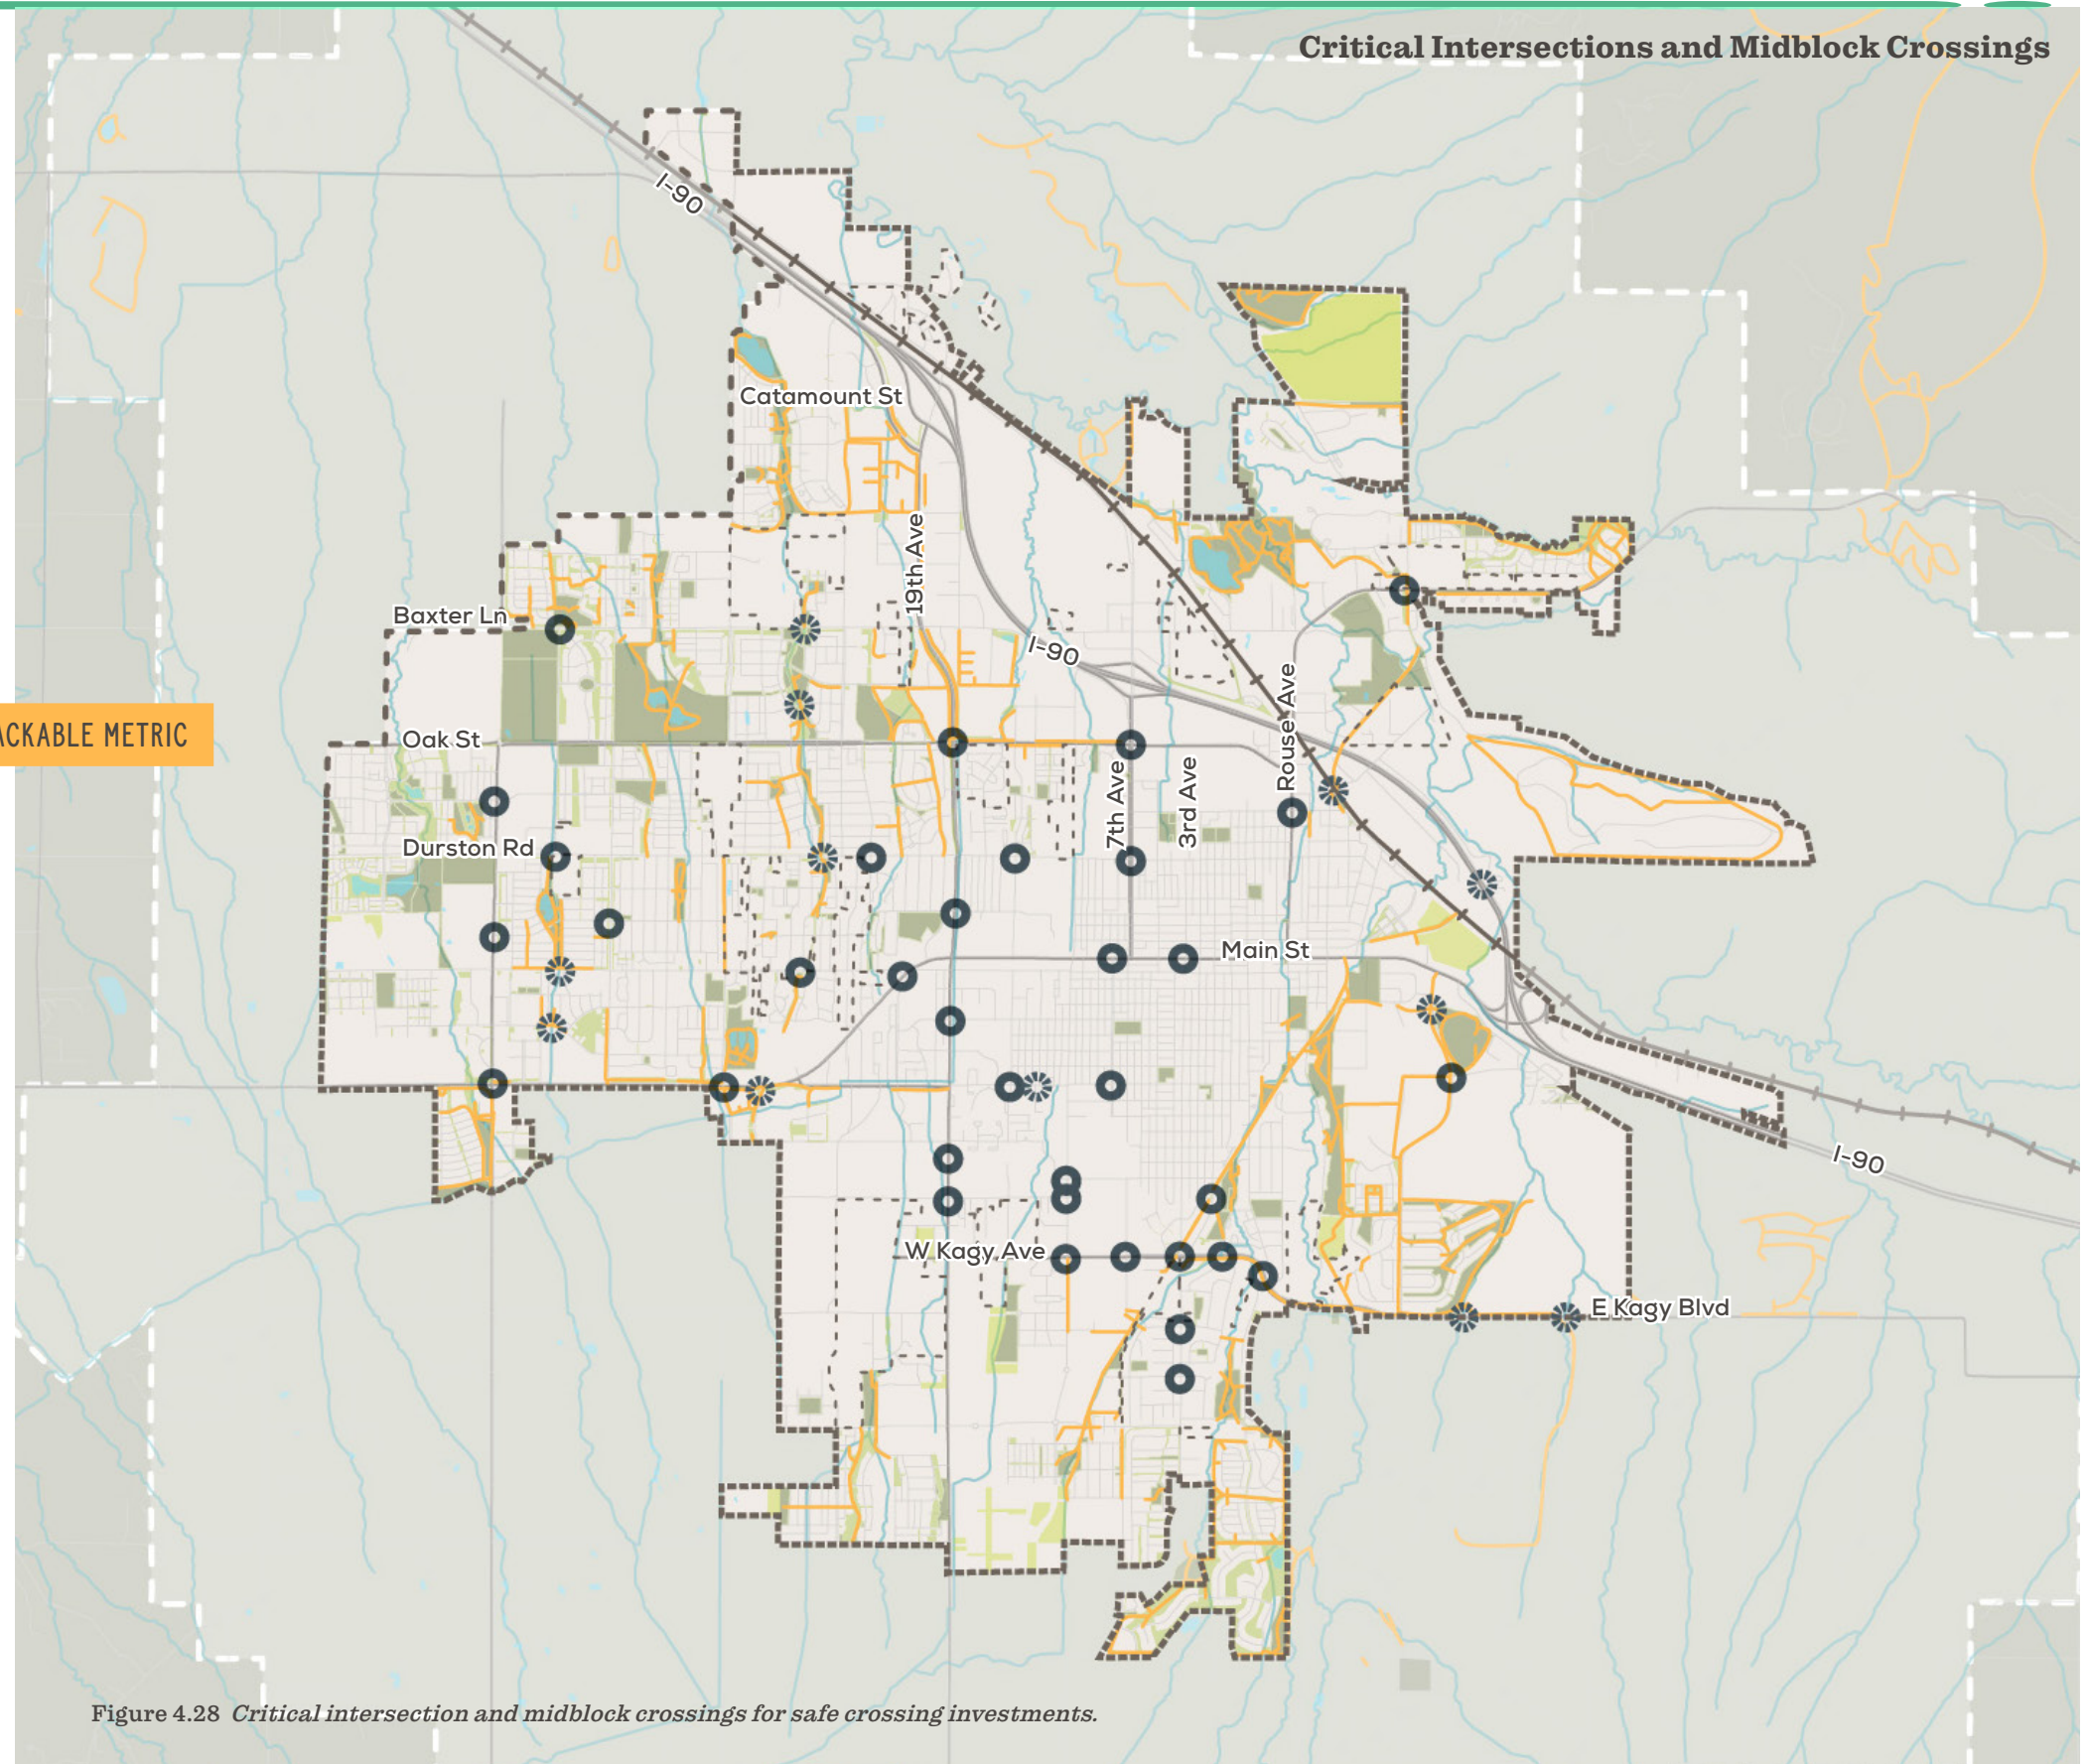 Critical Intersections and Midblock Crossings
I-90
Catamount St
19th Ave
Baxter Ln
I-90
Rouse Ave
ACKABLE METRIC
Oak St
7th Ave
3rd Ave
Durston Rd
Main St
I-90
W Kagy Ave
E Kagy Blvd
Figure 4.28 Critical intersection and midblock crossings for safe crossing investments.